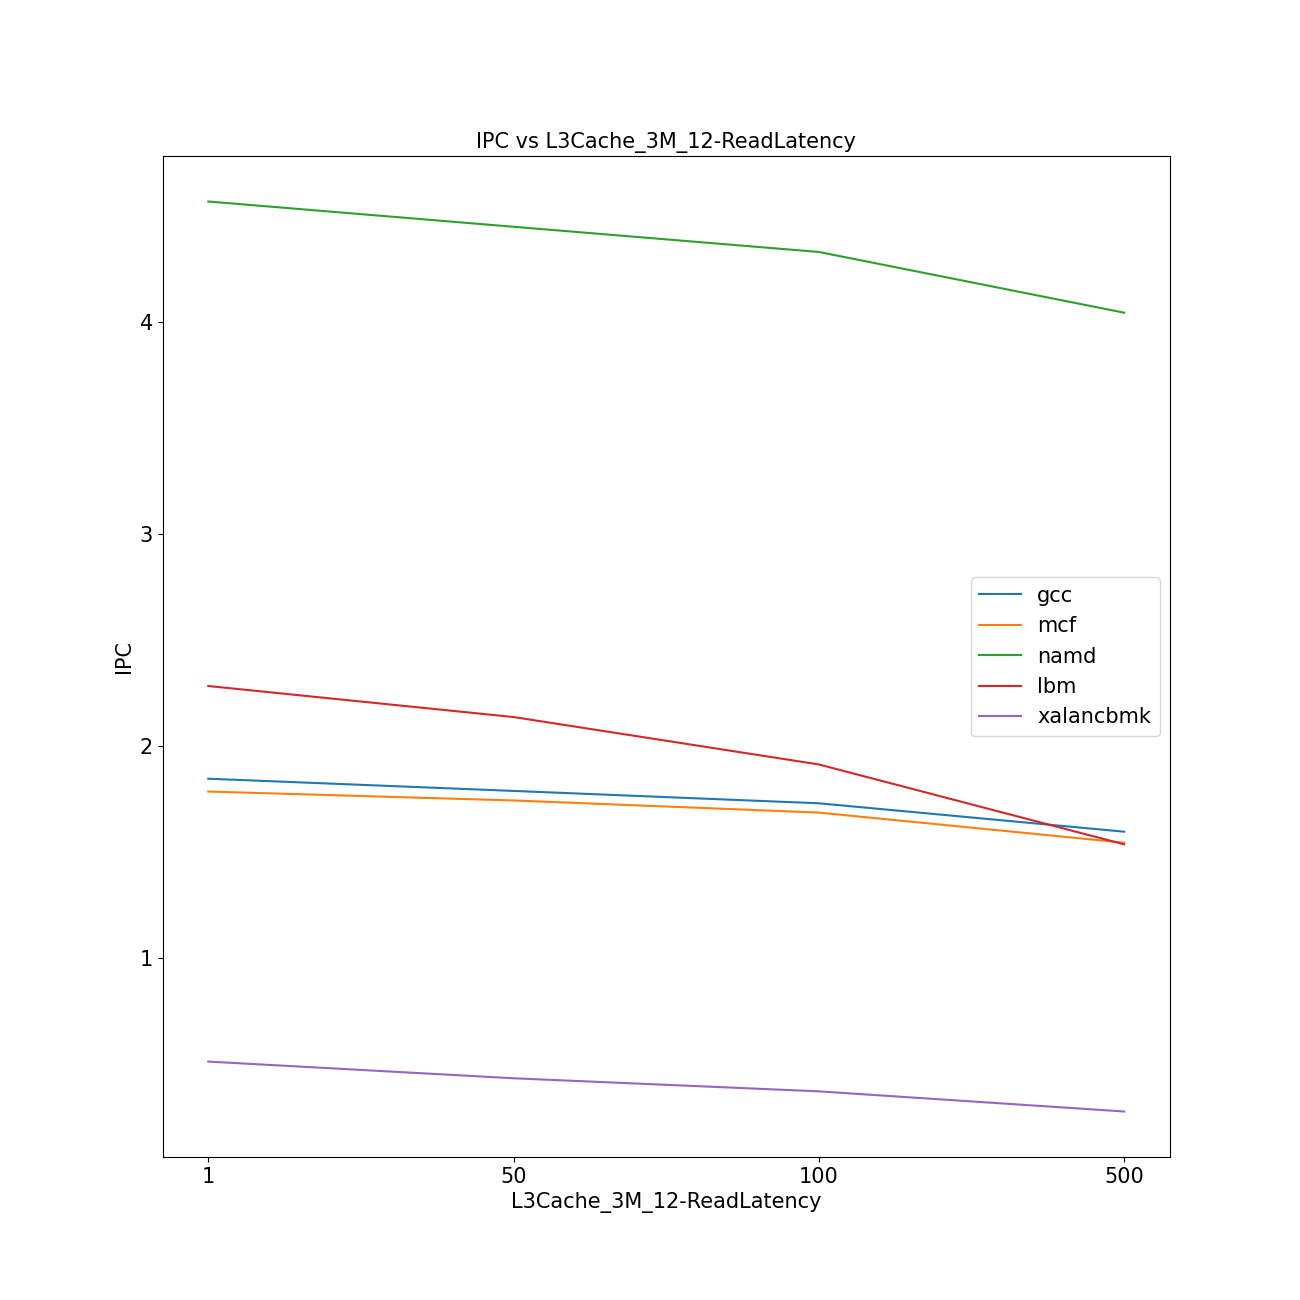 IPC vs L3Cache_3M_12-ReadLatency
4
3
2
1
IPC
gcc
mcf
namd
lbm
xalancbmk
1 50 100 500
L3Cache_3M_12-ReadLatency